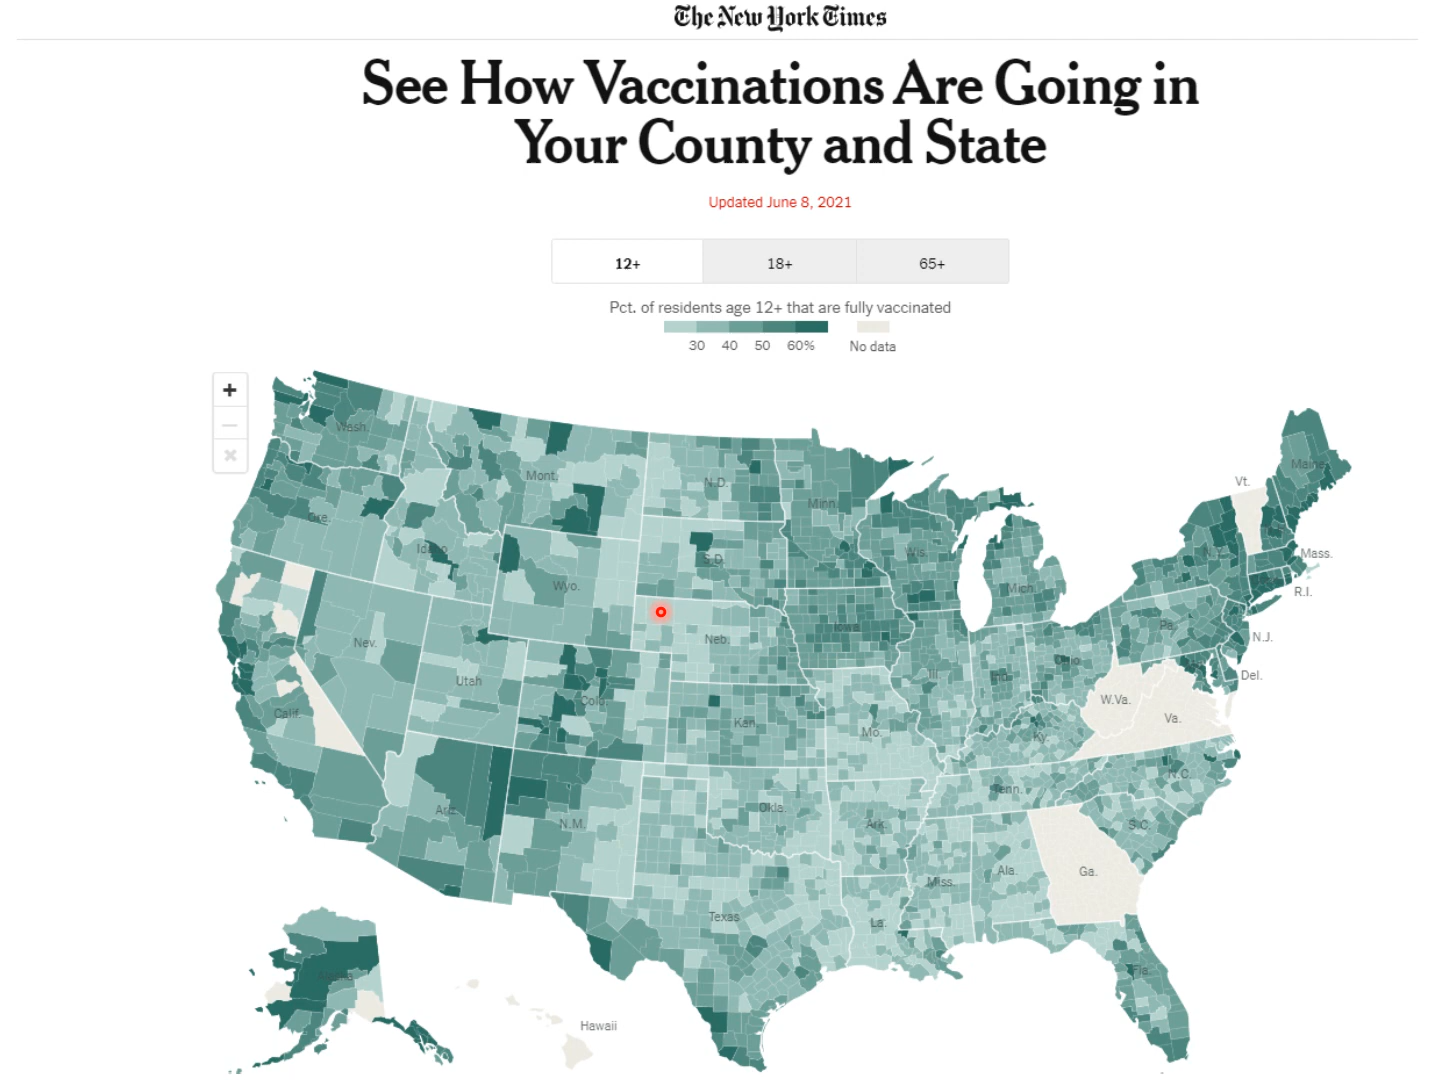 The New York Times
See How Vaccinations Are Going in
Your County and State
Updated June 8, 2021
12+ 18+ 65+
Pct. of residents age 12+ that are fully vaccinated
30 40 50 60% No data
+
Wash.
Mont.
N.D.
Minn.
Vt.
Maine
Ore.
Idaho
S.D.
Wis.
Mass.
Wyo.
Mich.
R.I.
Nev.
Neb.
Iowa
Pa.
N.J.
Utah
Colo.
Ill.
Ind.
Ohio
Del.
Calif.
Kan.
Mo.
Ky.
W.Va.
Va.
Ariz.
N.M.
Okla.
Ark.
Tenn.
N.C.
S.C.
Texas
La.
Miss.
Ala.
Ga.
Fla.
Alaska
Hawaii